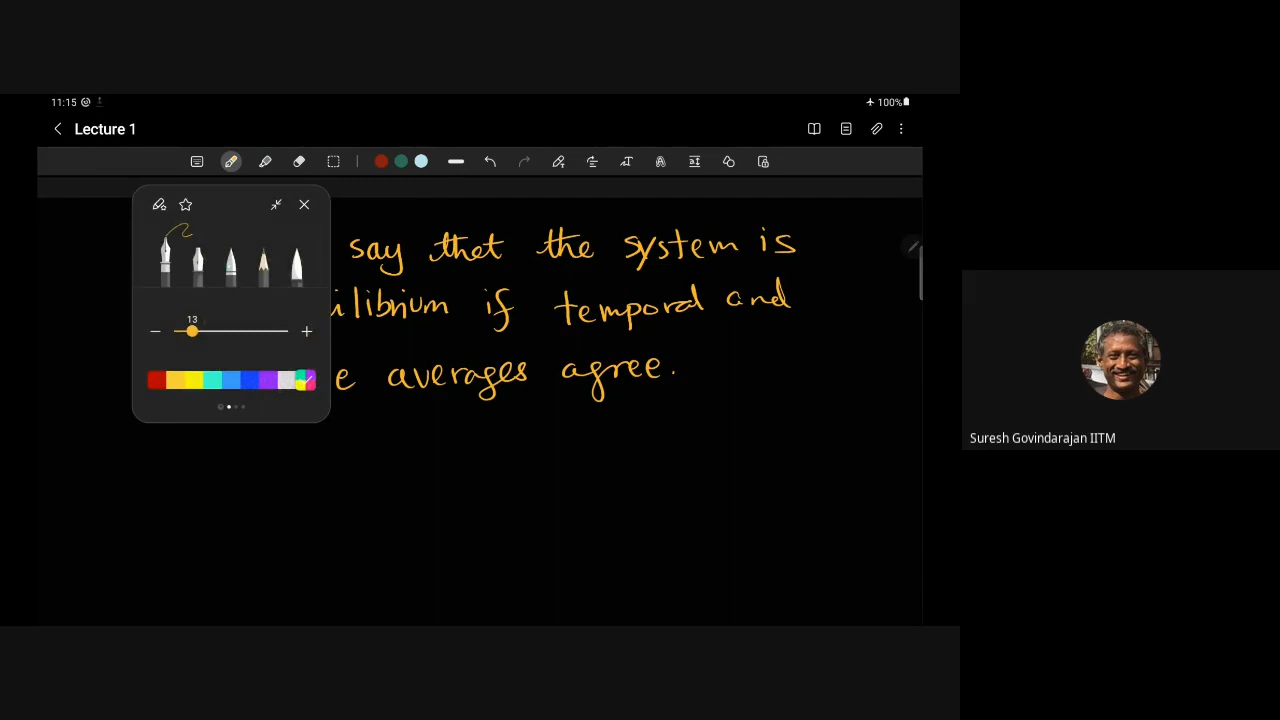 11:15
100%
Lecture 1
13
say that the system is
ilibrium if temporal and
e averages agree.
Suresh Govindarajan IITM